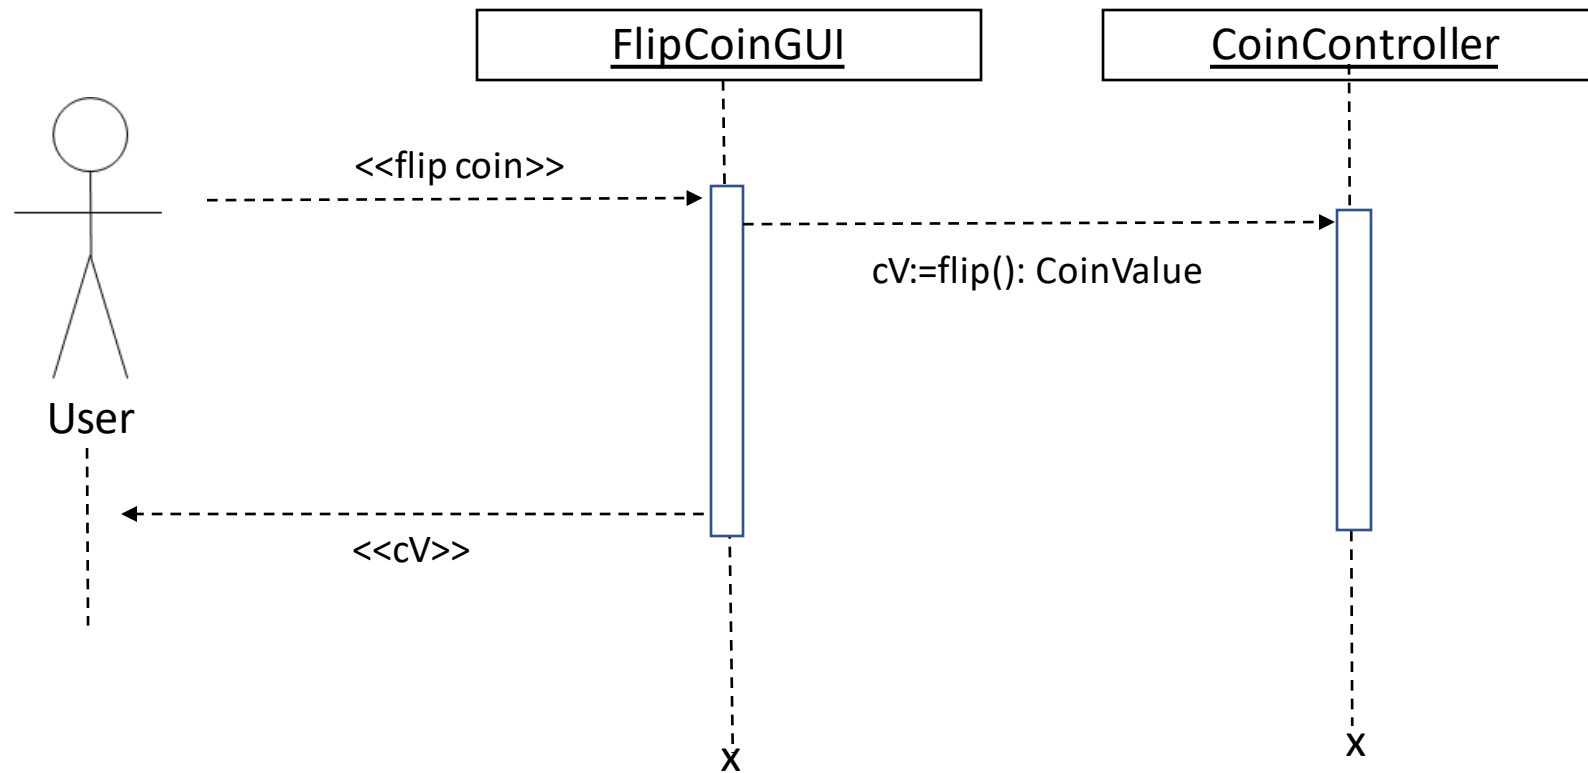 FlipCoinGUI
CoinController
<<flip coin>>
cV:=flip(): CoinValue
User
<<cV>>
x
x